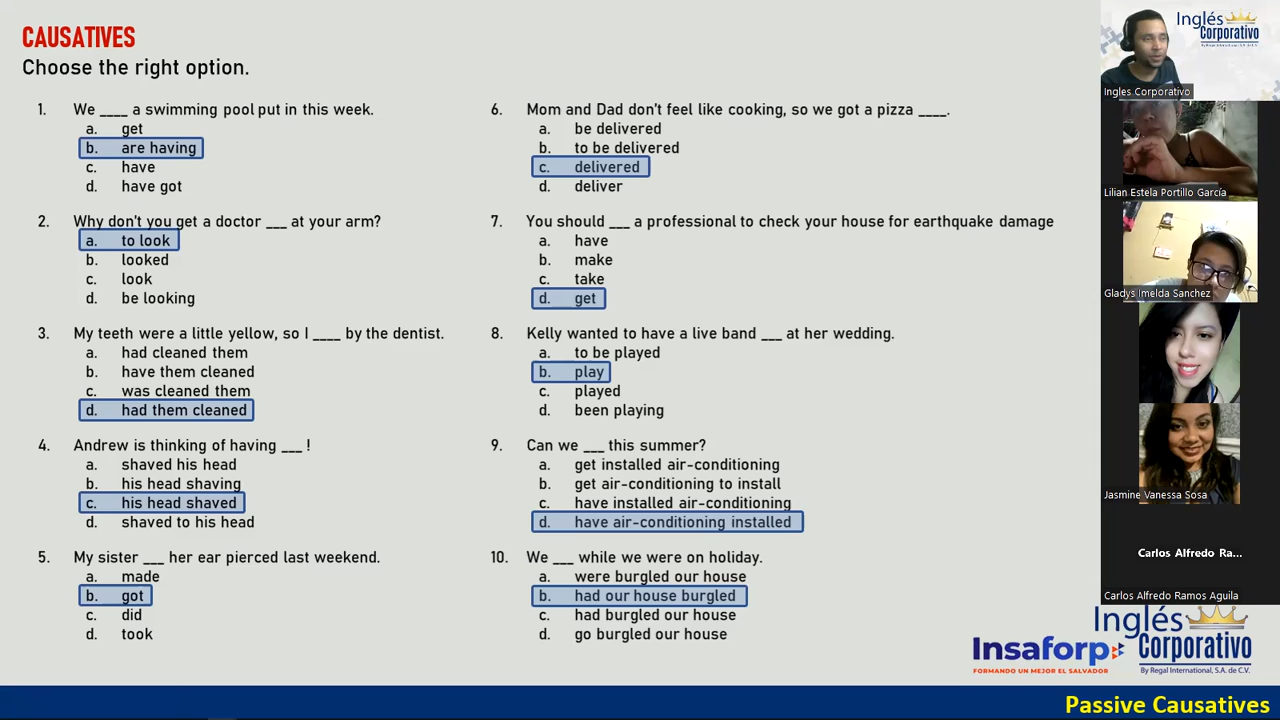 CAUSATIVES
Choose the right option.
1. We ____ a swimming pool put in this week.
a. get
b. are having
c. have
d. have got
2. Why don't you get a doctor ___ at your arm?
a. to look
b. looked
c. look
d. be looking
3. My teeth were a little yellow, so I ____ by the dentist.
a. had cleaned them
b. have them cleaned
c. was cleaned them
d. had them cleaned
4. Andrew is thinking of having ___ !
a. shaved his head
b. his head shaving
c. his head shaved
d. shaved to his head
5. My sister ___ her ear pierced last weekend.
a. made
b. got
c. did
d. took
6. Mom and Dad don't feel like cooking, so we got a pizza ____.
a. be delivered
b. to be delivered
c. delivered
d. deliver
7. You should ___ a professional to check your house for earthquake damage
a. have
b. make
c. take
d. get
8. Kelly wanted to have a live band ___ at her wedding.
a. to be played
b. play
c. played
d. been playing
9. Can we ___ this summer?
a. get installed air-conditioning
b. get air-conditioning to install
c. have installed air-conditioning
d. have air-conditioning installed
10. We ___ while we were on holiday.
a. were burgled our house
b. had our house burgled
c. had burgled our house
d. go burgled our house
Inglés
Corporativo
Ingles Corporativo
Lilian Estela Portillo García
Gladys Imelda Sanchez
Jasmine Vanessa Sosa
Carlos Alfredo Ra...
Carlos Alfredo Ramos Aguila
Inglés
Corporativo
By Regal International, S.A. de C.V.
Insaforp
FORMANDO UN MEJOR EL SALVADOR
Passive Causatives